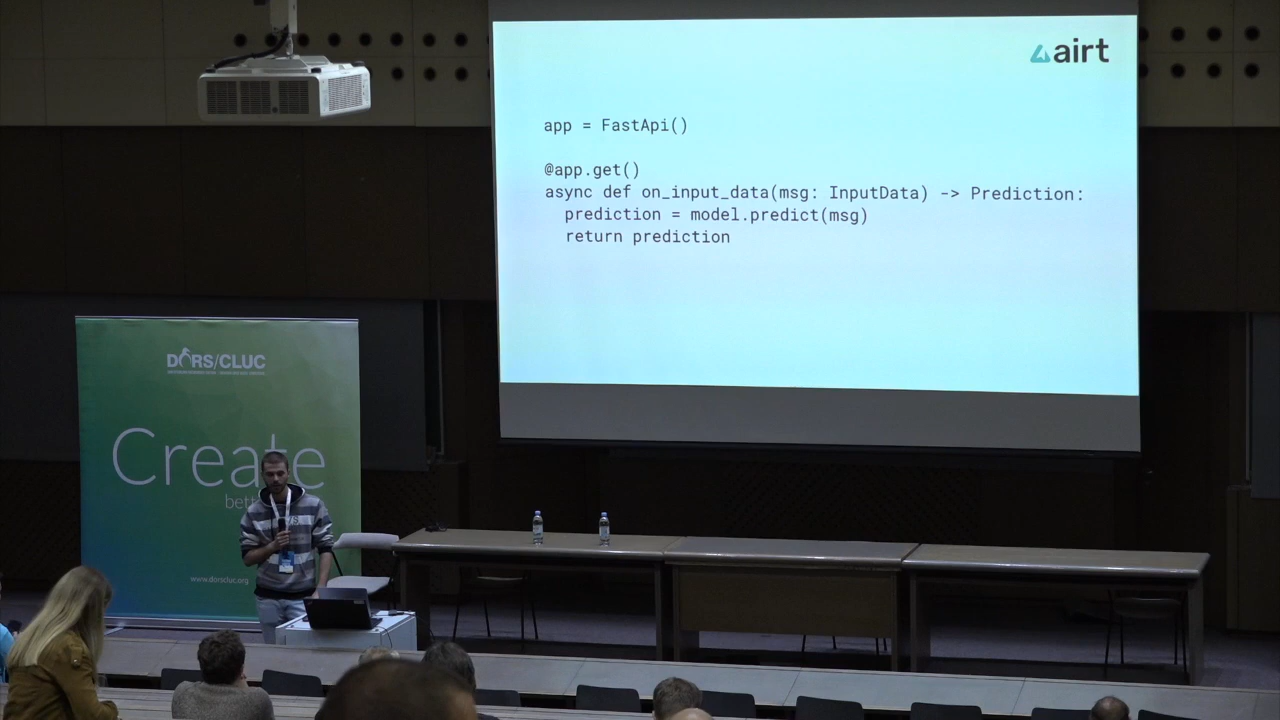 airt
app = FastApi()
@app.get()
async def on_input_data(msg: InputData) -> Prediction:
  prediction = model.predict(msg)
  return prediction
DORS/CLUC
Create
www.dorscluc.org